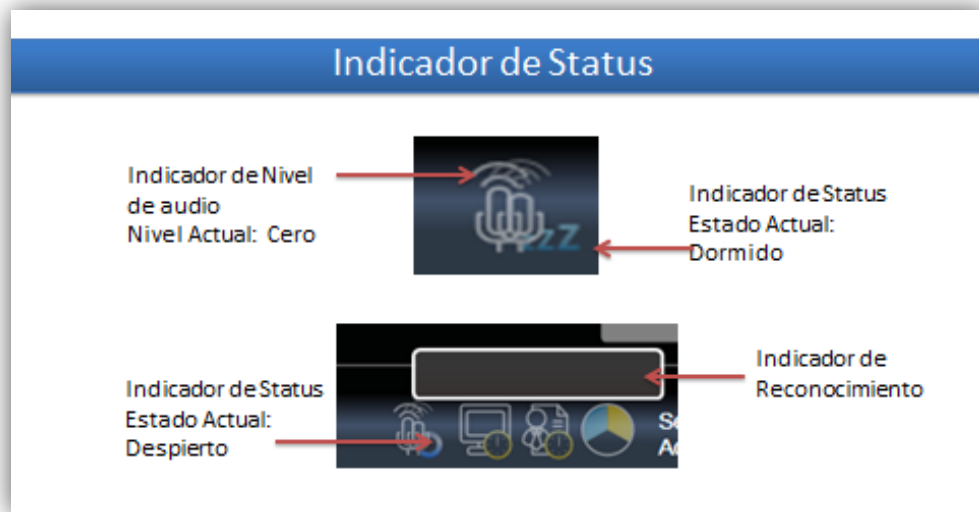 Indicador de Status
Indicador de Nivel
de audio
Nivel Actual: Cero
zzZ
Indicador de Status
Estado Actual:
Dormido
Indicador de Status
Estado Actual:
Despierto
Indicador de
Reconocimiento